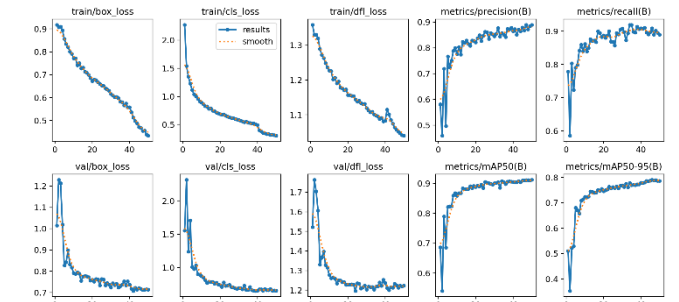 train/box_loss train/cls_loss train/dfl_loss metrics/precision(B) metrics/recall(B)
0.9 0.8 0.7 0.6 0.5
2.5 2.0 1.5 1.0 0.5
results
smooth
1.3 1.2 1.1
0.9 0.8 0.7 0.6 0.5
0.9 0.8 0.7 0.6
0 20 40 0 20 40 0 20 40 0 20 40 0 20 40
val/box_loss val/cls_loss val/dfl_loss metrics/mAP50(B) metrics/mAP50-95(B)
1.2 1.1 1.0 0.9 0.8 0.7
2.0 1.5 1.0
1.7 1.6 1.5 1.4 1.3 1.2
0.9 0.8 0.7 0.6
0.8 0.7 0.6 0.5 0.4